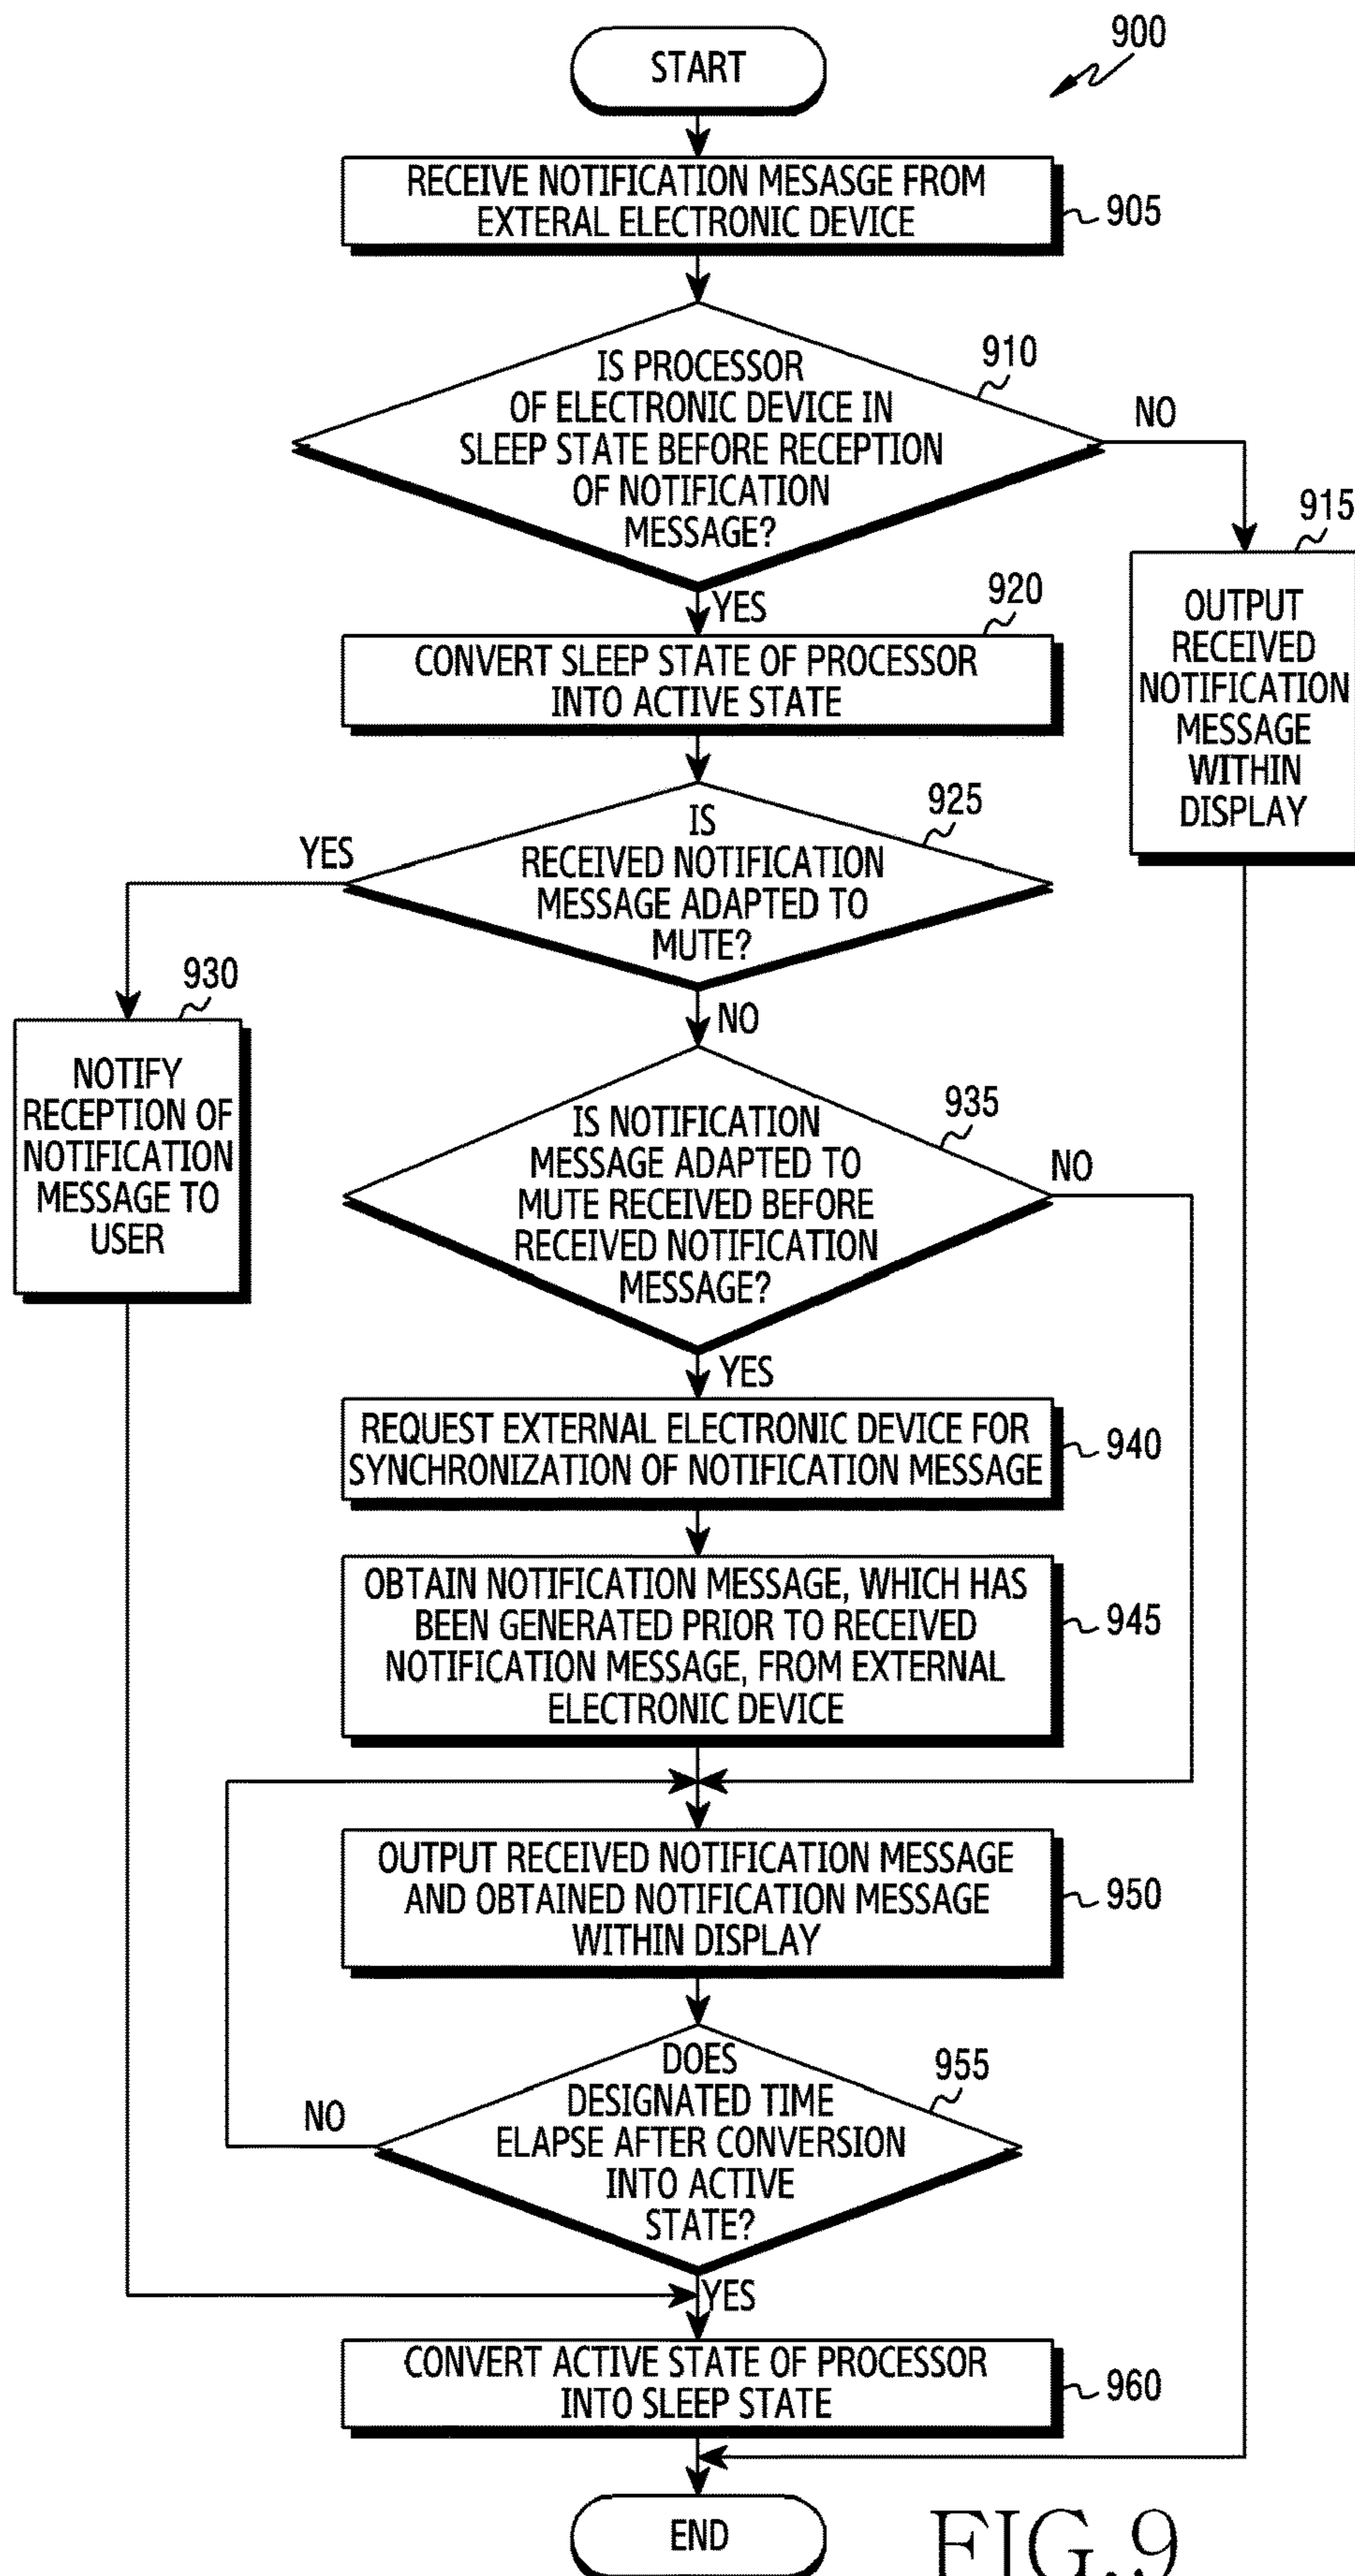 START
900
RECEIVE NOTIFICATION MESASGE FROM
EXTERAL ELECTRONIC DEVICE
905
IS PROCESSOR
OF ELECTRONIC DEVICE IN
SLEEP STATE BEFORE RECEPTION
OF NOTIFICATION
MESSAGE?
910
NO
915
OUTPUT
RECEIVED
NOTIFICATION
MESSAGE
WITHIN
DISPLAY
YES
920
CONVERT SLEEP STATE OF PROCESSOR
INTO ACTIVE STATE
925
IS
RECEIVED NOTIFICATION
MESSAGE ADAPTED TO
MUTE?
YES
930
NOTIFY
RECEPTION OF
NOTIFICATION
MESSAGE TO
USER
NO
935
IS NOTIFICATION
MESSAGE ADAPTED TO
MUTE RECEIVED BEFORE
RECEIVED NOTIFICATION
MESSAGE?
NO
YES
REQUEST EXTERNAL ELECTRONIC DEVICE FOR
SYNCHRONIZATION OF NOTIFICATION MESSAGE
940
OBTAIN NOTIFICATION MESSAGE, WHICH HAS
BEEN GENERATED PRIOR TO RECEIVED
NOTIFICATION MESSAGE, FROM EXTERNAL
ELECTRONIC DEVICE
945
OUTPUT RECEIVED NOTIFICATION MESSAGE
AND OBTAINED NOTIFICATION MESSAGE
WITHIN DISPLAY
950
DOES
DESIGNATED TIME
ELAPSE AFTER CONVERSION
INTO ACTIVE
STATE?
955
NO
YES
CONVERT ACTIVE STATE OF PROCESSOR
INTO SLEEP STATE
960
END
FIG.9